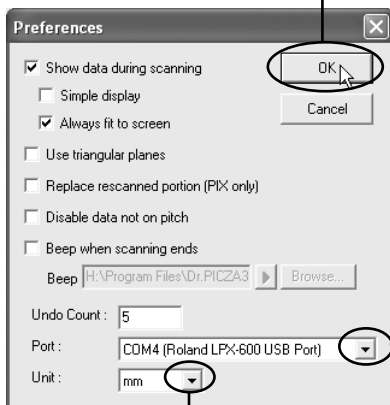 Preferences
Show data during scanning
OK
Simple display
Cancel
Always fit to screen
Use triangular planes
Replace rescanned portion (PIX only)
Disable data not on pitch
Beep when scanning ends
Beep H:\Program Files\Dr.PICZA3 Browse...
Undo Count : 5
Port : COM4 (Roland LPX-600 USB Port)
Unit : mm